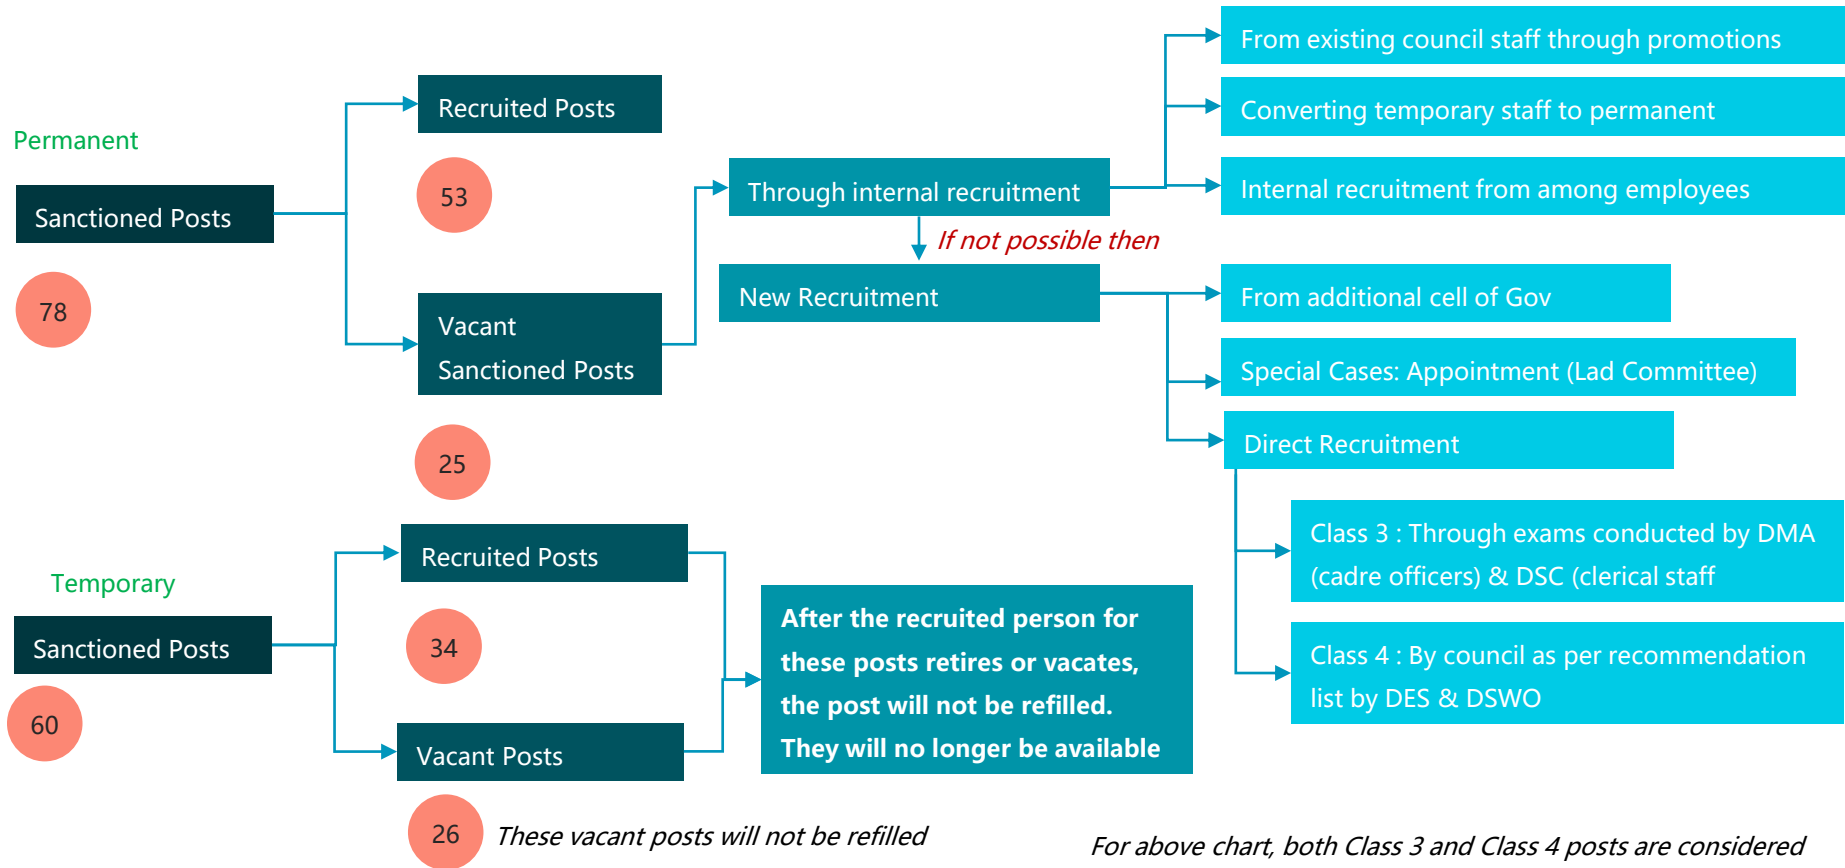 Permanent
Sanctioned Posts
78
Recruited Posts
53
Vacant
Sanctioned Posts
25
Through internal recruitment
If not possible then
New Recruitment
From existing council staff through promotions
Converting temporary staff to permanent
Internal recruitment from among employees
From additional cell of Gov
Special Cases: Appointment (Lad Committee)
Direct Recruitment
Class 3 : Through exams conducted by DMA
(cadre officers) & DSC (clerical staff
Class 4 : By council as per recommendation
list by DES & DSWO
Temporary
Sanctioned Posts
60
Recruited Posts
34
Vacant Posts
26
These vacant posts will not be refilled
After the recruited person for
these posts retires or vacates,
the post will not be refilled.
They will no longer be available
For above chart, both Class 3 and Class 4 posts are considered